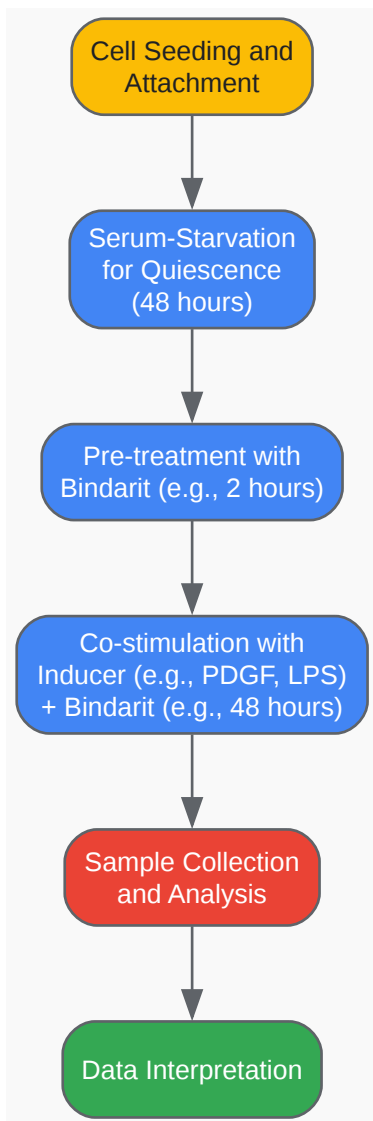 Cell Seeding and
Attachment
Serum-Starvation
for Quiescence
(48 hours)
Pre-treatment with
Bindarit (e.g., 2 hours)
Co-stimulation with
Inducer (e.g., PDGF, LPS)
+ Bindarit (e.g., 48 hours)
Sample Collection
and Analysis
Data Interpretation